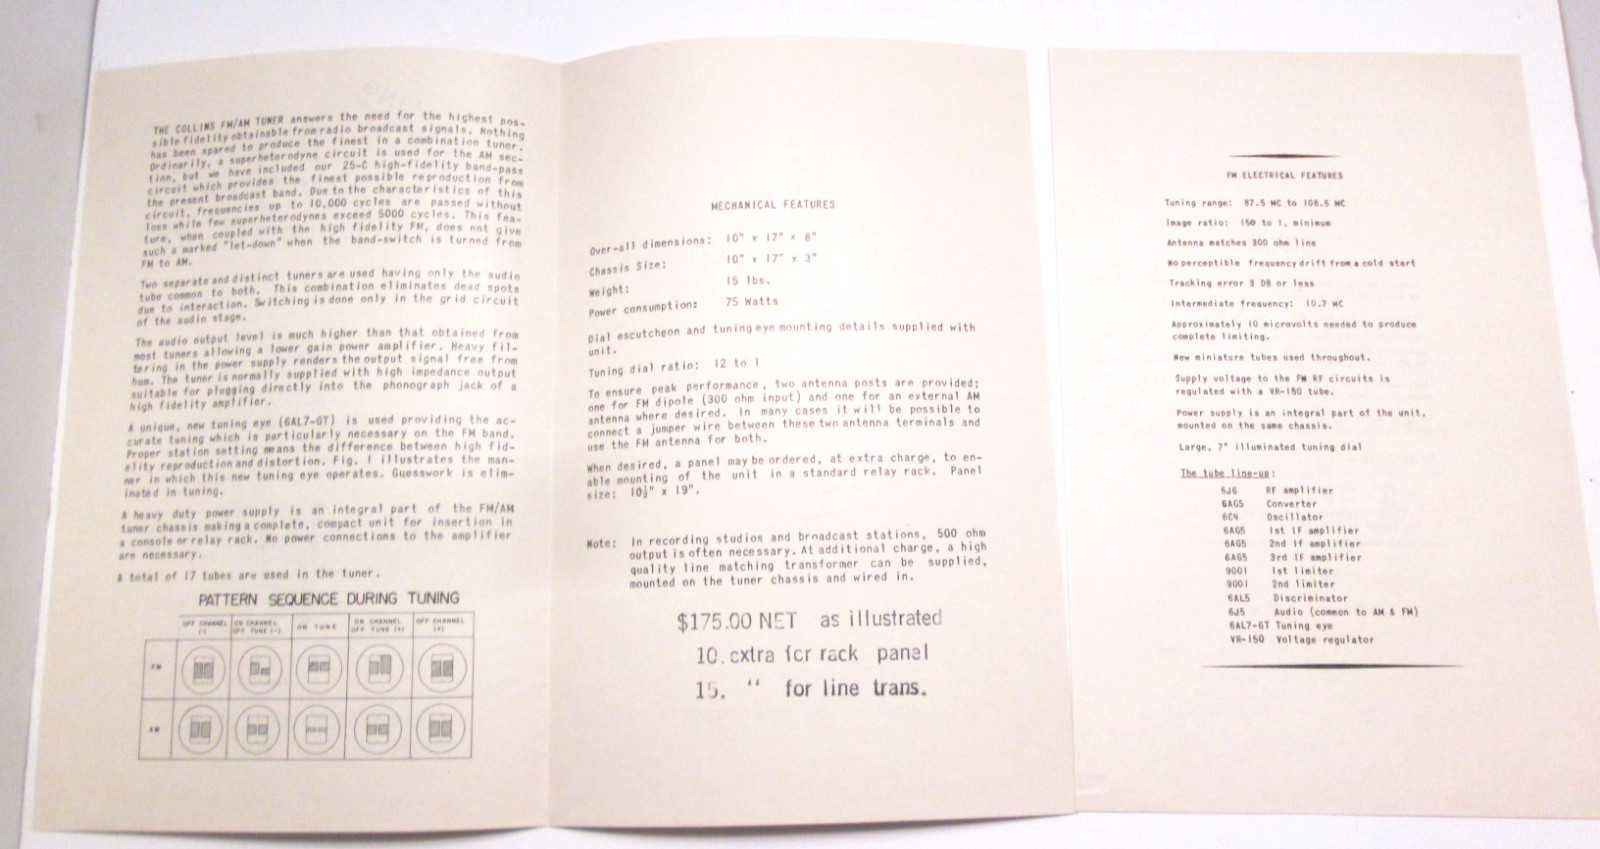 THE COLLINS FM/AM TUNER answers the need for the highest pos-
sible fidelity obtainable from radio broadcast signals. Nothing
has been spared to produce the finest in a combination tuner.
Ordinarily, a superheterodyne circuit is used for the AM sec-
tion, but we have included our 25-C high-fidelity band-pass
circuit which provides the finest possible reproduction from
the present broadcast band. Due to the characteristics of this
circuit, frequencies up to 10,000 cycles are passed without
loss while few superheterodynes exceed 5000 cycles. This fea-
ture, when coupled with the high fidelity FM, does not give
such a marked "let-down" when the band-switch is turned from
FM to AM.
Two separate and distinct tuners are used having only the audio
tube common to both. This combination eliminates dead spots
due to interaction. Switching is done only in the grid circuit
of the audio stage.
The audio output level is much higher than that obtained from
most tuners allowing a lower gain power amplifier. Heavy fil-
tering in the power supply renders the output signal free from
hum. The tuner is normally supplied with high impedance output
suitable for plugging directly into the phonograph jack of a
high fidelity amplifier.
A unique, new tuning eye (6AL7-GT) is used providing the ac-
curate tuning which is particularly necessary on the FM band.
Proper station setting means the difference between high fid-
elity reproduction and distortion. Fig. 1 illustrates the man-
ner in which this new tuning eye operates. Guesswork is elim-
inated in tuning.
A heavy duty power supply is an integral part of the FM/AM
tuner chassis making a complete, compact unit for insertion in
a console or relay rack. No power connections to the amplifier
are necessary.
A total of 17 tubes are used in the tuner.
PATTERN SEQUENCE DURING TUNING
OFF CHANNEL (-) ON CHANNEL OFF TUNE (-) ON TUNE ON CHANNEL OFF TUNE (+) OFF CHANNEL (+)
FM
AM
MECHANICAL FEATURES
Over-all dimensions: 10" x 17" x 8"
Chassis Size: 10" x 17" x 3"
Weight: 15 lbs.
Power consumption: 75 Watts
Dial escutcheon and tuning eye mounting details supplied with
unit.
Tuning dial ratio: 12 to 1
To ensure peak performance, two antenna posts are provided;
one for FM dipole (300 ohm input) and one for an external AM
antenna where desired. In many cases it will be possible to
connect a jumper wire between these two antenna terminals and
use the FM antenna for both.
When desired, a panel may be ordered, at extra charge, to en-
able mounting of the unit in a standard relay rack. Panel
size: 10½" x 19".
Note: In recording studios and broadcast stations, 500 ohm
output is often necessary. At additional charge, a high
quality line matching transformer can be supplied,
mounted on the tuner chassis and wired in.
$175.00 NET as illustrated
10. extra for rack panel
15. " for line trans.
FM ELECTRICAL FEATURES
Tuning range: 87.5 MC to 108.5 MC
Image ratio: 150 to 1, minimum
Antenna matches 300 ohm line
No perceptible frequency drift from a cold start
Tracking error 3 DB or less
Intermediate frequency: 10.7 MC
Approximately 10 microvolts needed to produce
complete limiting.
New miniature tubes used throughout.
Supply voltage to the FM RF circuits is
regulated with a VR-150 tube.
Power supply is an integral part of the unit,
mounted on the same chassis.
Large, 7" illuminated tuning dial
The tube line-up:
6J6 RF amplifier
6AG5 Converter
6C4 Oscillator
6AG5 1st IF amplifier
6AG5 2nd IF amplifier
6AG5 3rd IF amplifier
9001 1st limiter
9001 2nd limiter
6AL5 Discriminator
6J5 Audio (common to AM & FM)
6AL7-GT Tuning eye
VR-150 Voltage regulator